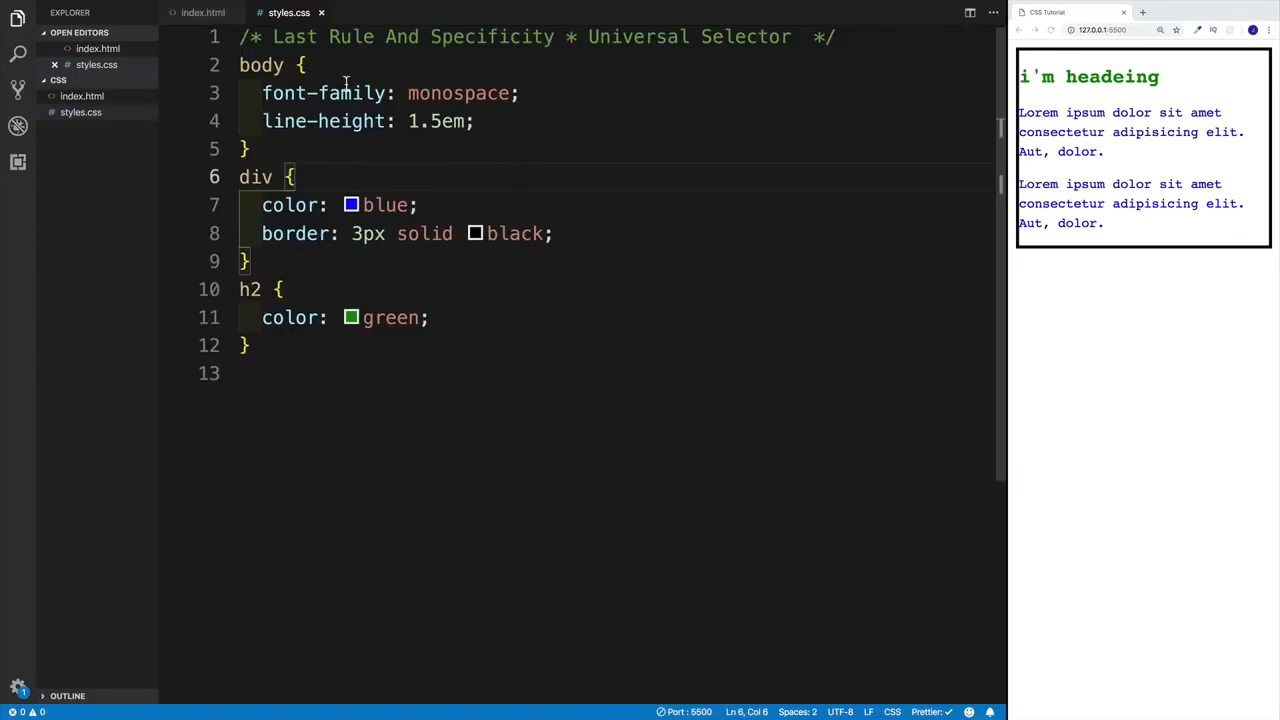 EXPLORER
OPEN EDITORS
index.html
× # styles.css
CSS
<> index.html
# styles.css
OUTLINE
<> index.html
# styles.css ×
1 /* Last Rule And Specificity * Universal Selector  */
2 body {
3 font-family: monospace;
4 line-height: 1.5em;
5 }
6 div {
7 color: blue;
8 border: 3px solid black;
9 }
10 h2 {
11 color: green;
12 }
13
CSS Tutorial × +
127.0.0.1:5500
IQ
J
i'm headeing
Lorem ipsum dolor sit amet
consectetur adipisicing elit.
Aut, dolor.
Lorem ipsum dolor sit amet
consectetur adipisicing elit.
Aut, dolor.
1
0 0 Port : 5500 Ln 6, Col 6 Spaces: 2 UTF-8 LF CSS Prettier: ✓